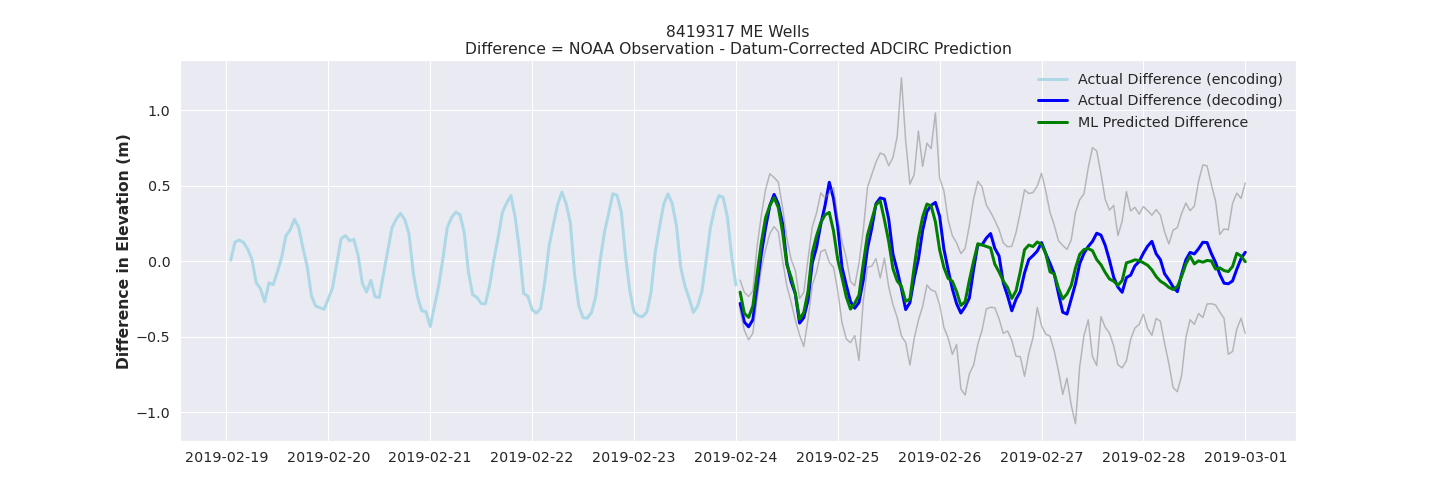 8419317 ME Wells
Difference = NOAA Observation - Datum-Corrected ADCIRC Prediction
Actual Difference (encoding)
Actual Difference (decoding)
ML Predicted Difference
Difference in Elevation (m)
1.0
0.5
0.0
−0.5
−1.0
2019-02-19 2019-02-20 2019-02-21 2019-02-22 2019-02-23 2019-02-24 2019-02-25 2019-02-26 2019-02-27 2019-02-28 2019-03-01